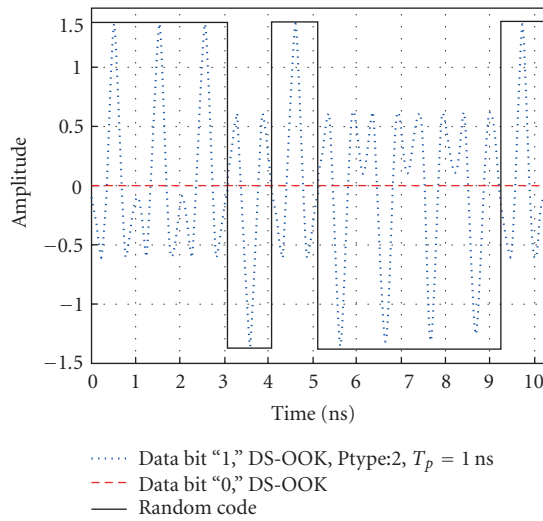 1.5
1
0.5
0
−0.5
−1
−1.5
Amplitude
0 1 2 3 4 5 6 7 8 9 10
Time (ns)
Data bit “1,” DS-OOK, Ptype:2, Tp = 1 ns
Data bit “0,” DS-OOK
Random code